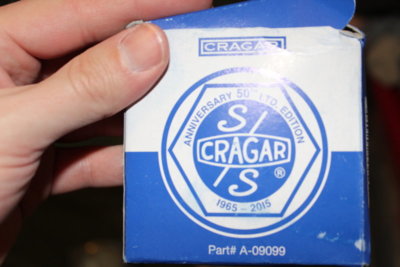 CRAGAR
ANNIVERSARY 50TH LTD. EDITION
S/S
CRAGAR
®
1965 - 2015
Part# A-09099